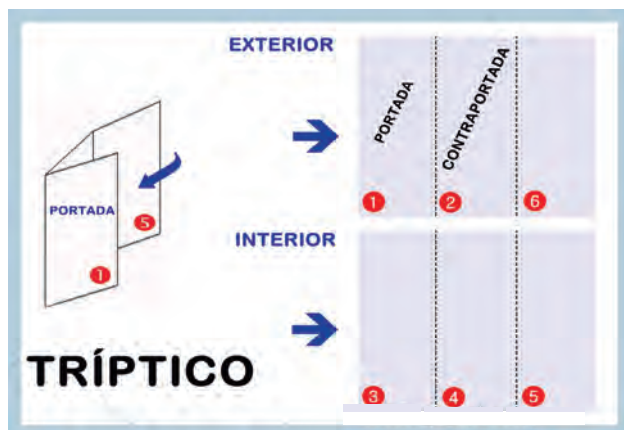 EXTERIOR
PORTADA
CONTRAPORTADA
1
2
6
PORTADA
5
1
INTERIOR
TRÍPTICO
3
4
5